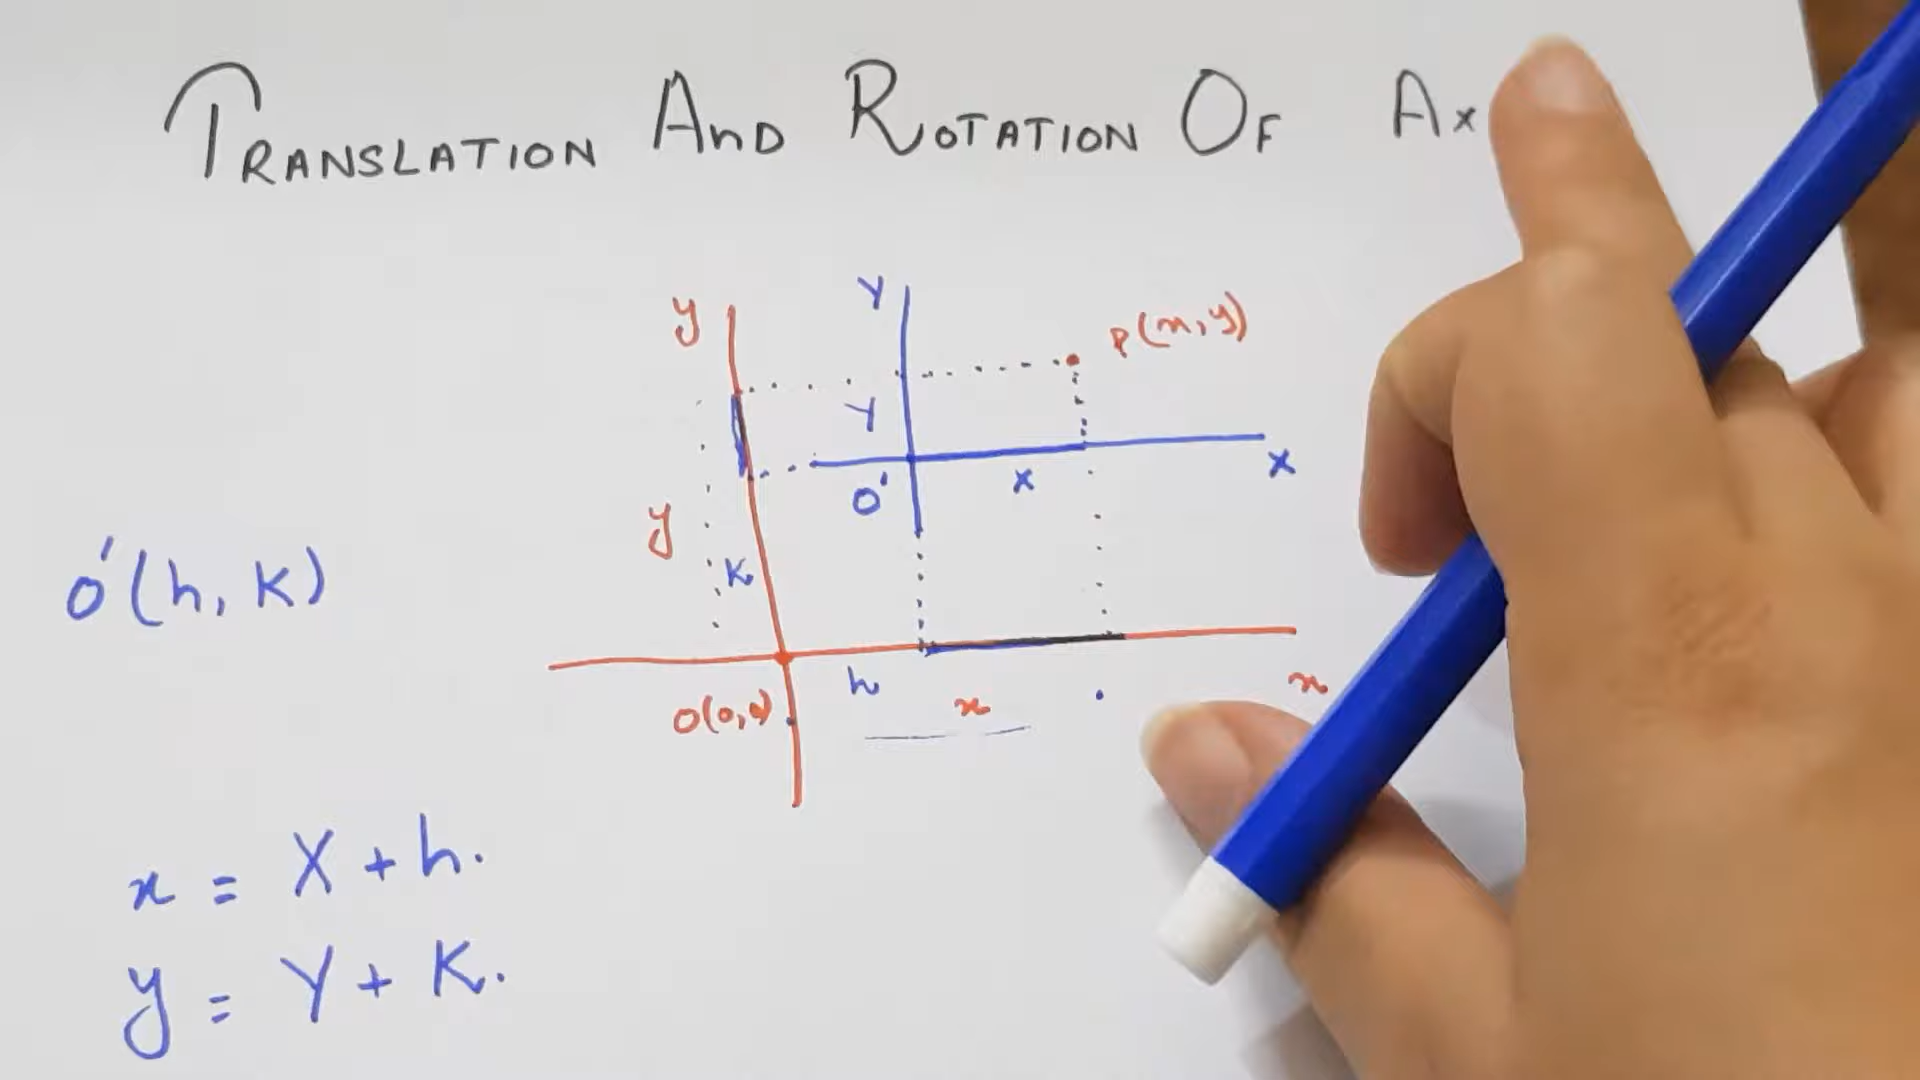 TRANSLATION AND ROTATION OF Ax
y
Y
P(x,y)
Y
X
X
O'
y
K
O'(h, K)
h
x
x
O(0,0)
x = X + h.
y = Y + K.